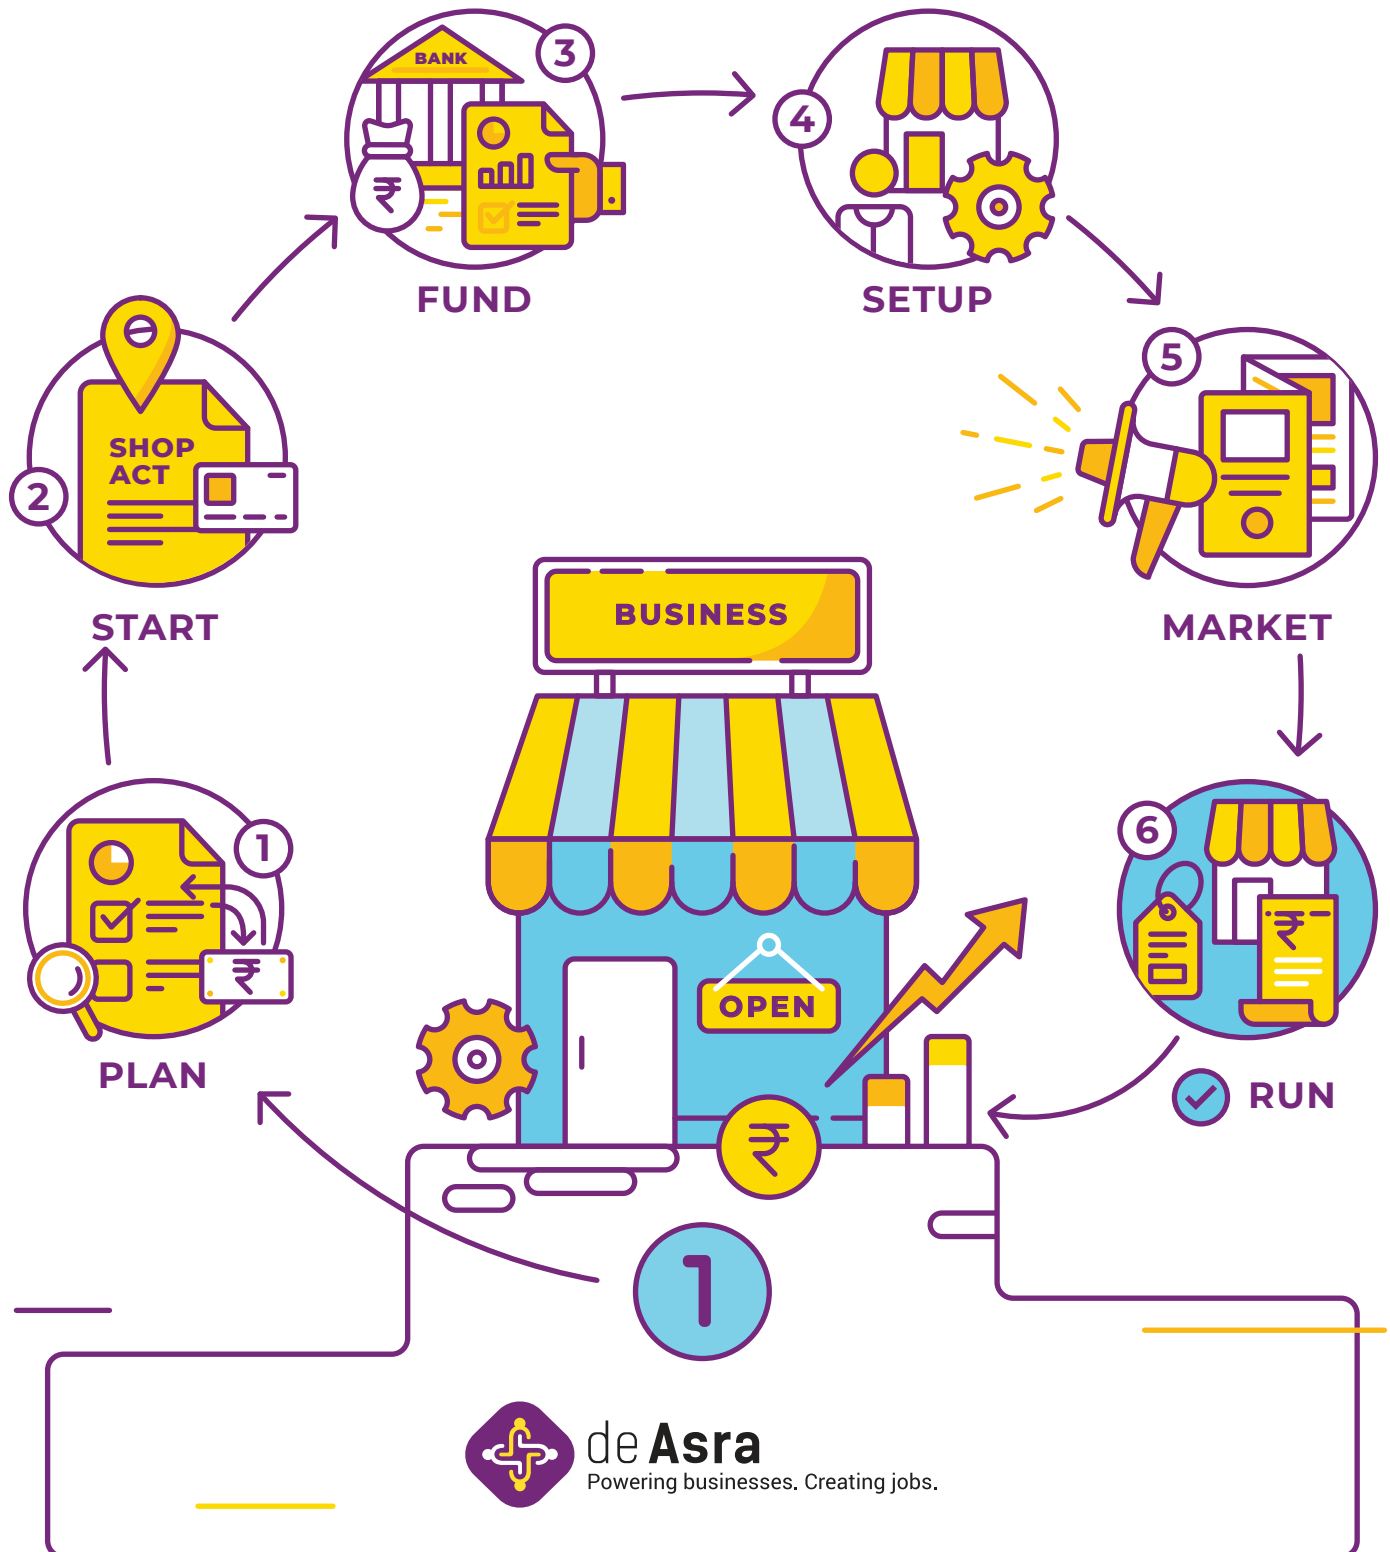 BANK
3
₹
FUND
4
SETUP
SHOP
ACT
2
START
5
MARKET
BUSINESS
1
₹
PLAN
6
₹
RUN
OPEN
₹
1
de Asra
Powering businesses. Creating jobs.